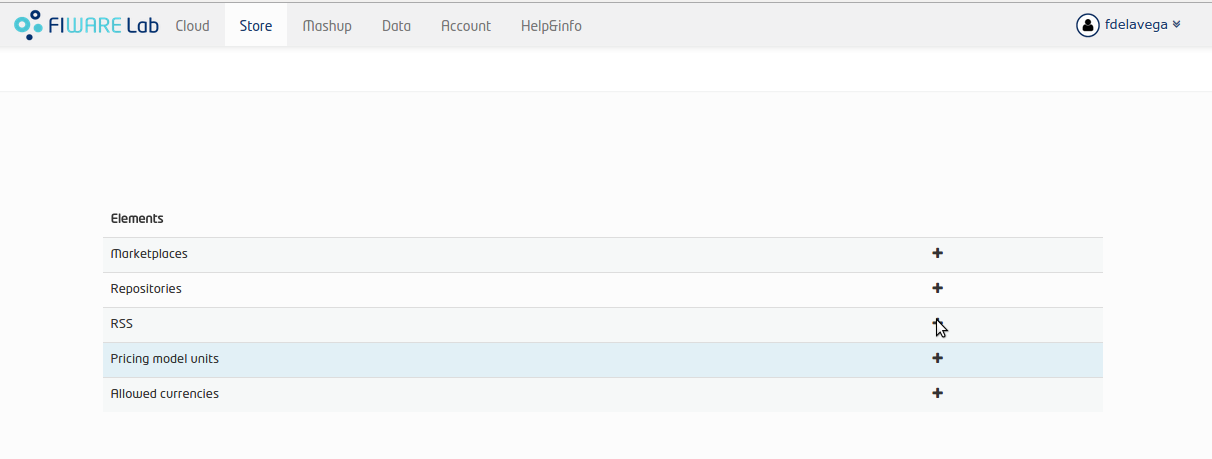 FIWARE Lab Cloud Store Mashup Data Account Help&info fdelavega
Elements
Marketplaces
Repositories
RSS
Pricing model units
Allowed currencies